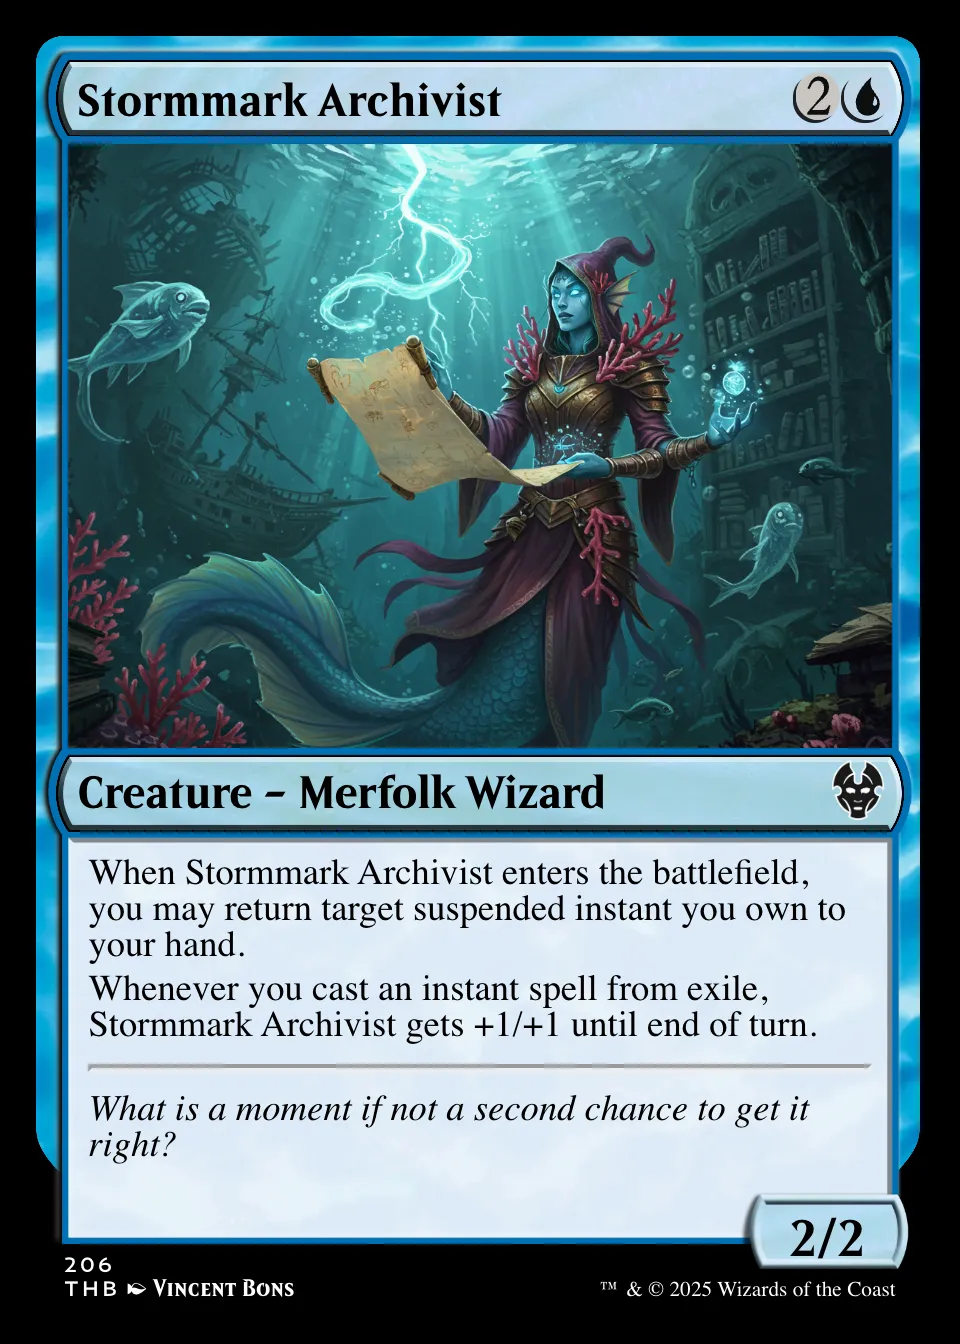 Stormmark Archivist 2
Creature – Merfolk Wizard
When Stormmark Archivist enters the battlefield,
you may return target suspended instant you own to
your hand.
Whenever you cast an instant spell from exile,
Stormmark Archivist gets +1/+1 until end of turn.
What is a moment if not a second chance to get it
right?
2/2
206
THB VINCENT BONS
™ & © 2025 Wizards of the Coast